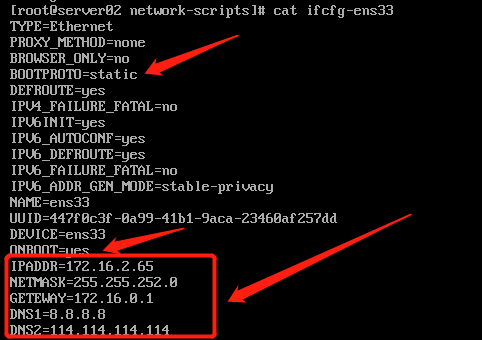 [root@server02 network-scripts]# cat ifcfg-ens33
TYPE=Ethernet
PROXY_METHOD=none
BROWSER_ONLY=no
BOOTPROTO=static
DEFROUTE=yes
IPV4_FAILURE_FATAL=no
IPV6INIT=yes
IPV6_AUTOCONF=yes
IPV6_DEFROUTE=yes
IPV6_FAILURE_FATAL=no
IPV6_ADDR_GEN_MODE=stable-privacy
NAME=ens33
UUID=447f0c3f-0a99-41b1-9aca-23460af257dd
DEVICE=ens33
ONBOOT=yes
IPADDR=172.16.2.65
NETMASK=255.255.252.0
GETEWAY=172.16.0.1
DNS1=8.8.8.8
DNS2=114.114.114.114